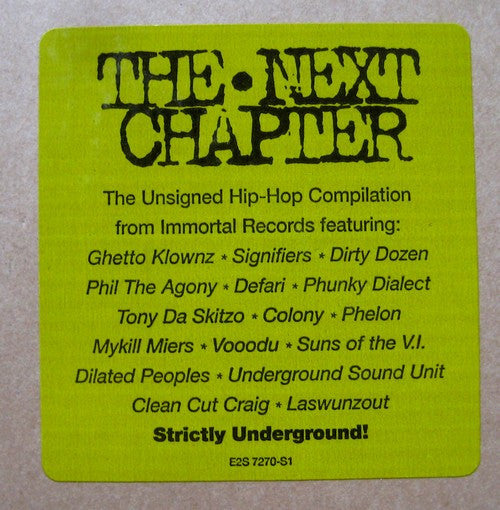 THE • NEXT
CHAPTER
The Unsigned Hip-Hop Compilation
from Immortal Records featuring:
Ghetto Klownz * Signifiers * Dirty Dozen
Phil The Agony * Defari * Phunky Dialect
Tony Da Skitzo * Colony * Phelon
Mykill Miers * Vooodu * Suns of the V.I.
Dilated Peoples * Underground Sound Unit
Clean Cut Craig * Laswunzout
Strictly Underground!
E2S 7270-S1